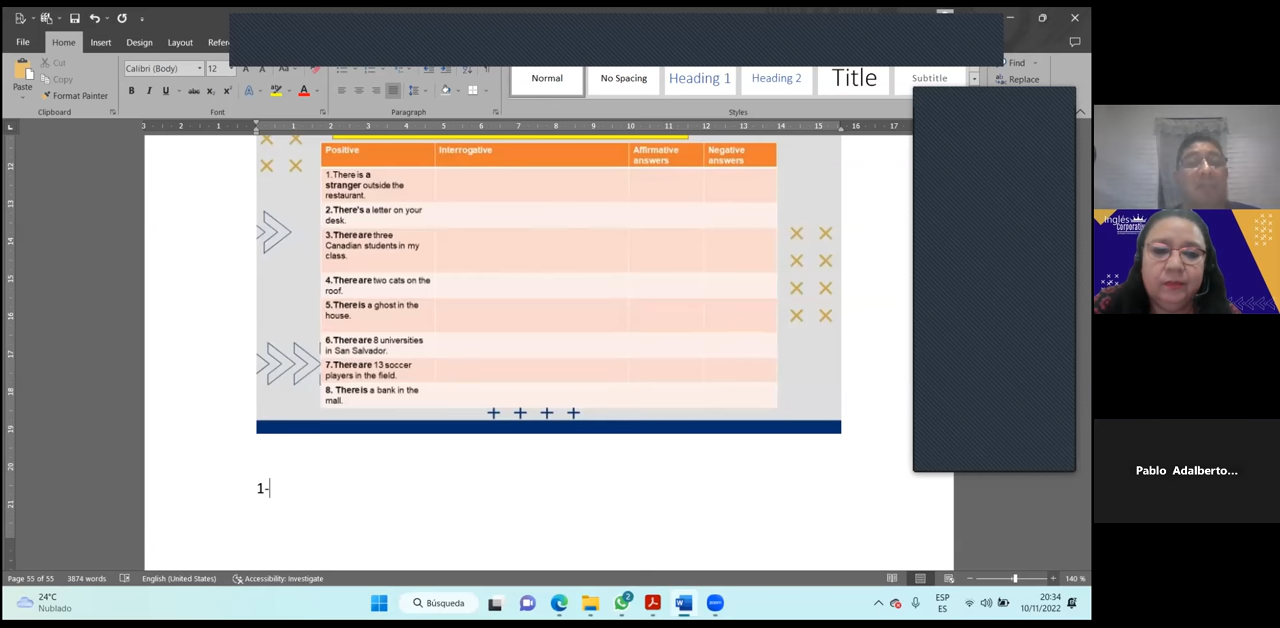 File Home Insert Design Layout Refer
Cut
Copy
Paste
Format Painter
Clipboard
Calibri (Body) 12
Font
Paragraph
Normal No Spacing Heading 1 Heading 2 Title Subtitle
Styles
Find
Replace
Positive Interrogative Affirmative answers Negative answers
1.There is a
stranger outside the
restaurant.
2.There's a letter on your
desk.
3.There are three
Canadian students in my
class.
4.There are two cats on the
roof.
5.There is a ghost in the
house.
6.There are 8 universities
in San Salvador.
7.There are 13 soccer
players in the field.
8. There is a bank in the
mall.
1-
Inglés
Corporativo
Pablo Adalberto...
Page 55 of 55 3874 words English (United States) Accessibility: Investigate 140 %
24°C
Nublado
Búsqueda
2
ESP
ES
20:34
10/11/2022